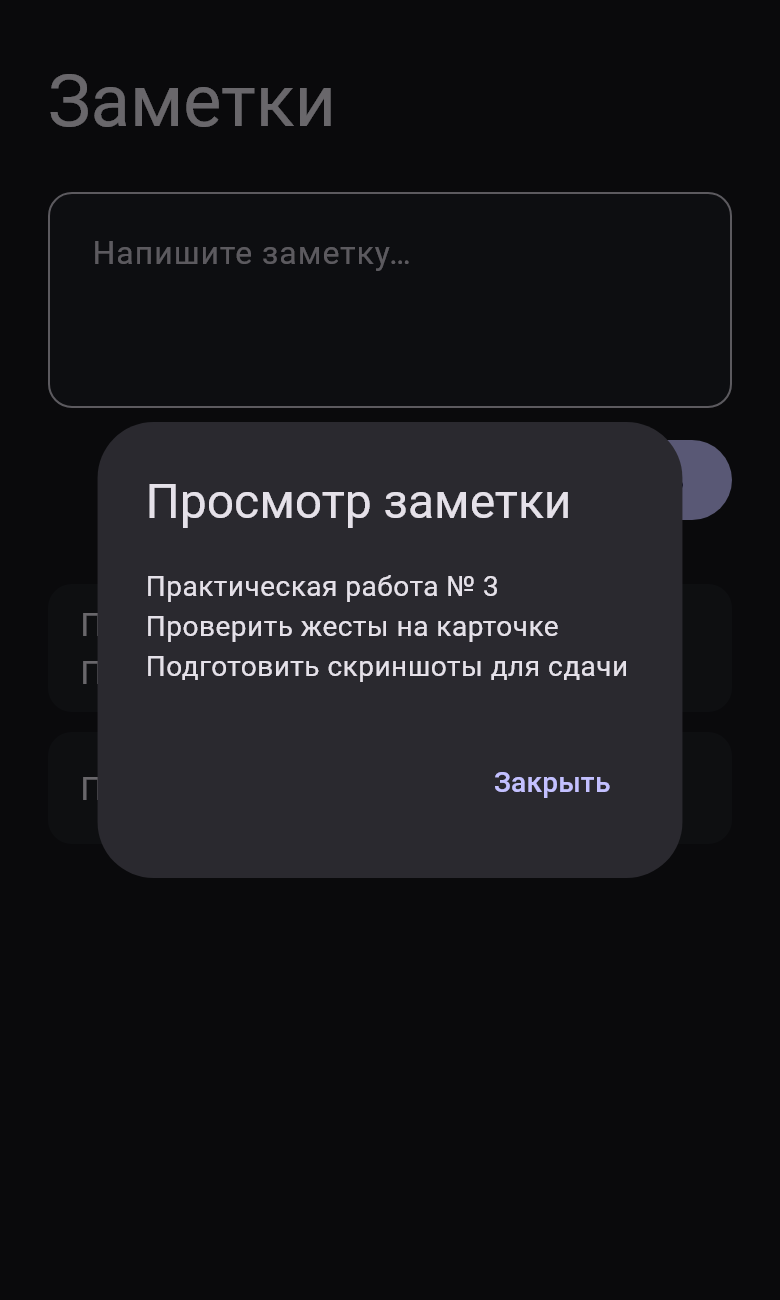 Заметки
Напишите заметку…
Просмотр заметки
Практическая работа № 3
Проверить жесты на карточке
Подготовить скриншоты для сдачи
Закрыть